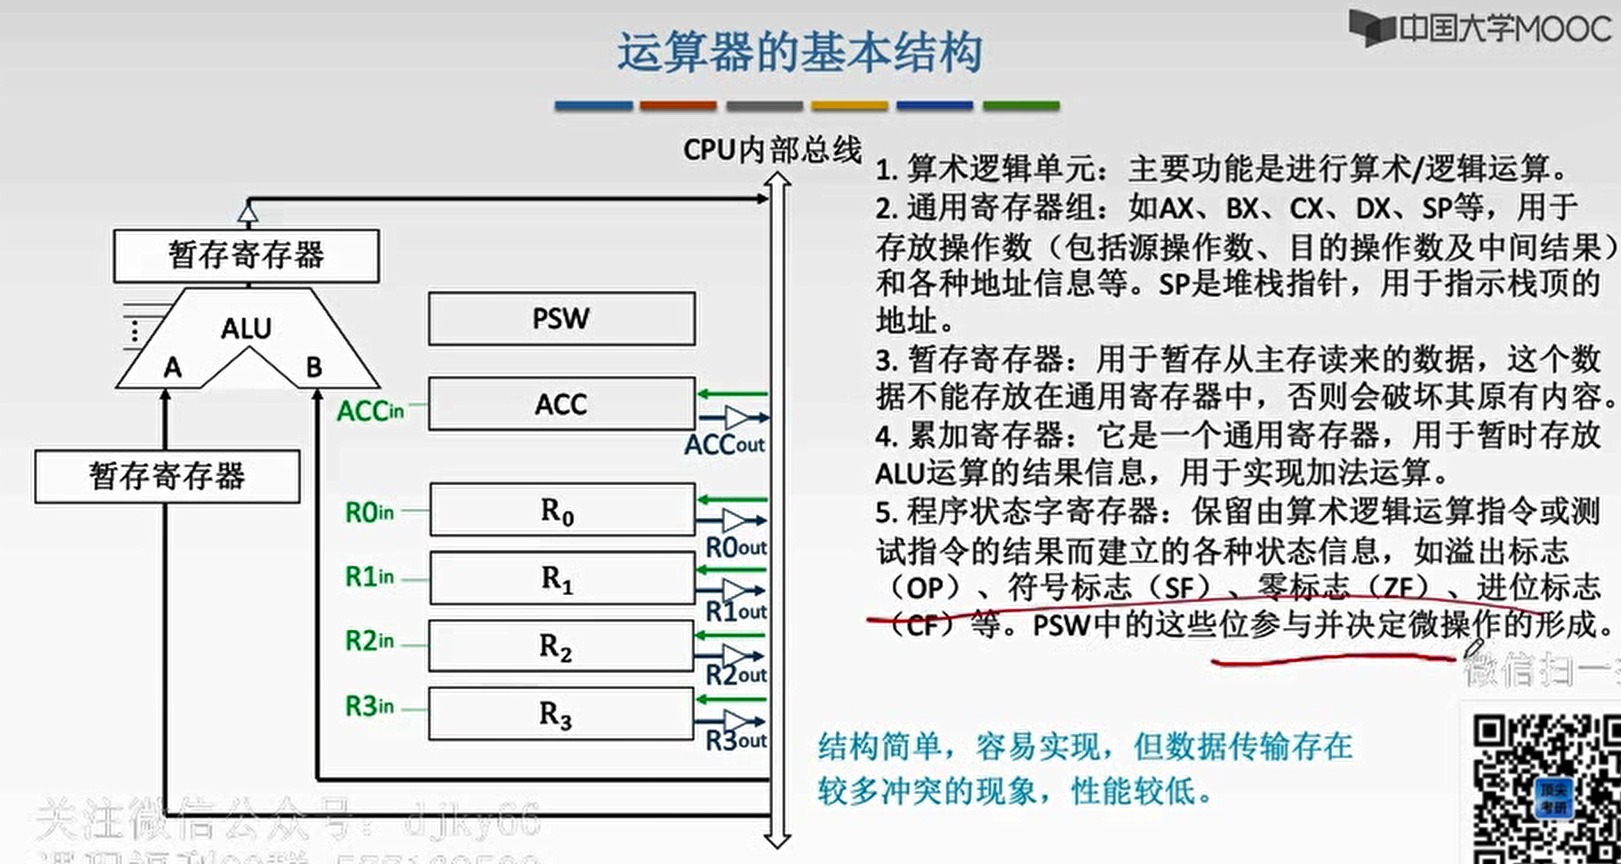 中国大学MOOC
运算器的基本结构
CPU内部总线
暂存寄存器
ALU
A
B
暂存寄存器
PSW
ACCin
ACC
ACCout
R0in
R₀
R0out
R1in
R₁
R1out
R2in
R₂
R2out
R3in
R₃
R3out
1. 算术逻辑单元：主要功能是进行算术/逻辑运算。
2. 通用寄存器组：如AX、BX、CX、DX、SP等，用于
存放操作数（包括源操作数、目的操作数及中间结果）
和各种地址信息等。SP是堆栈指针，用于指示栈顶的
地址。
3. 暂存寄存器：用于暂存从主存读来的数据，这个数
据不能存放在通用寄存器中，否则会破坏其原有内容。
4. 累加寄存器：它是一个通用寄存器，用于暂时存放
ALU运算的结果信息，用于实现加法运算。
5. 程序状态字寄存器：保留由算术逻辑运算指令或测
试指令的结果而建立的各种状态信息，如溢出标志
（OP）、符号标志（SF）、零标志（ZF）、进位标志
（CF）等。PSW中的这些位参与并决定微操作的形成。
微信扫一
结构简单，容易实现，但数据传输存在
较多冲突的现象，性能较低。
顶尖
考研
关注微信公众号：djky66